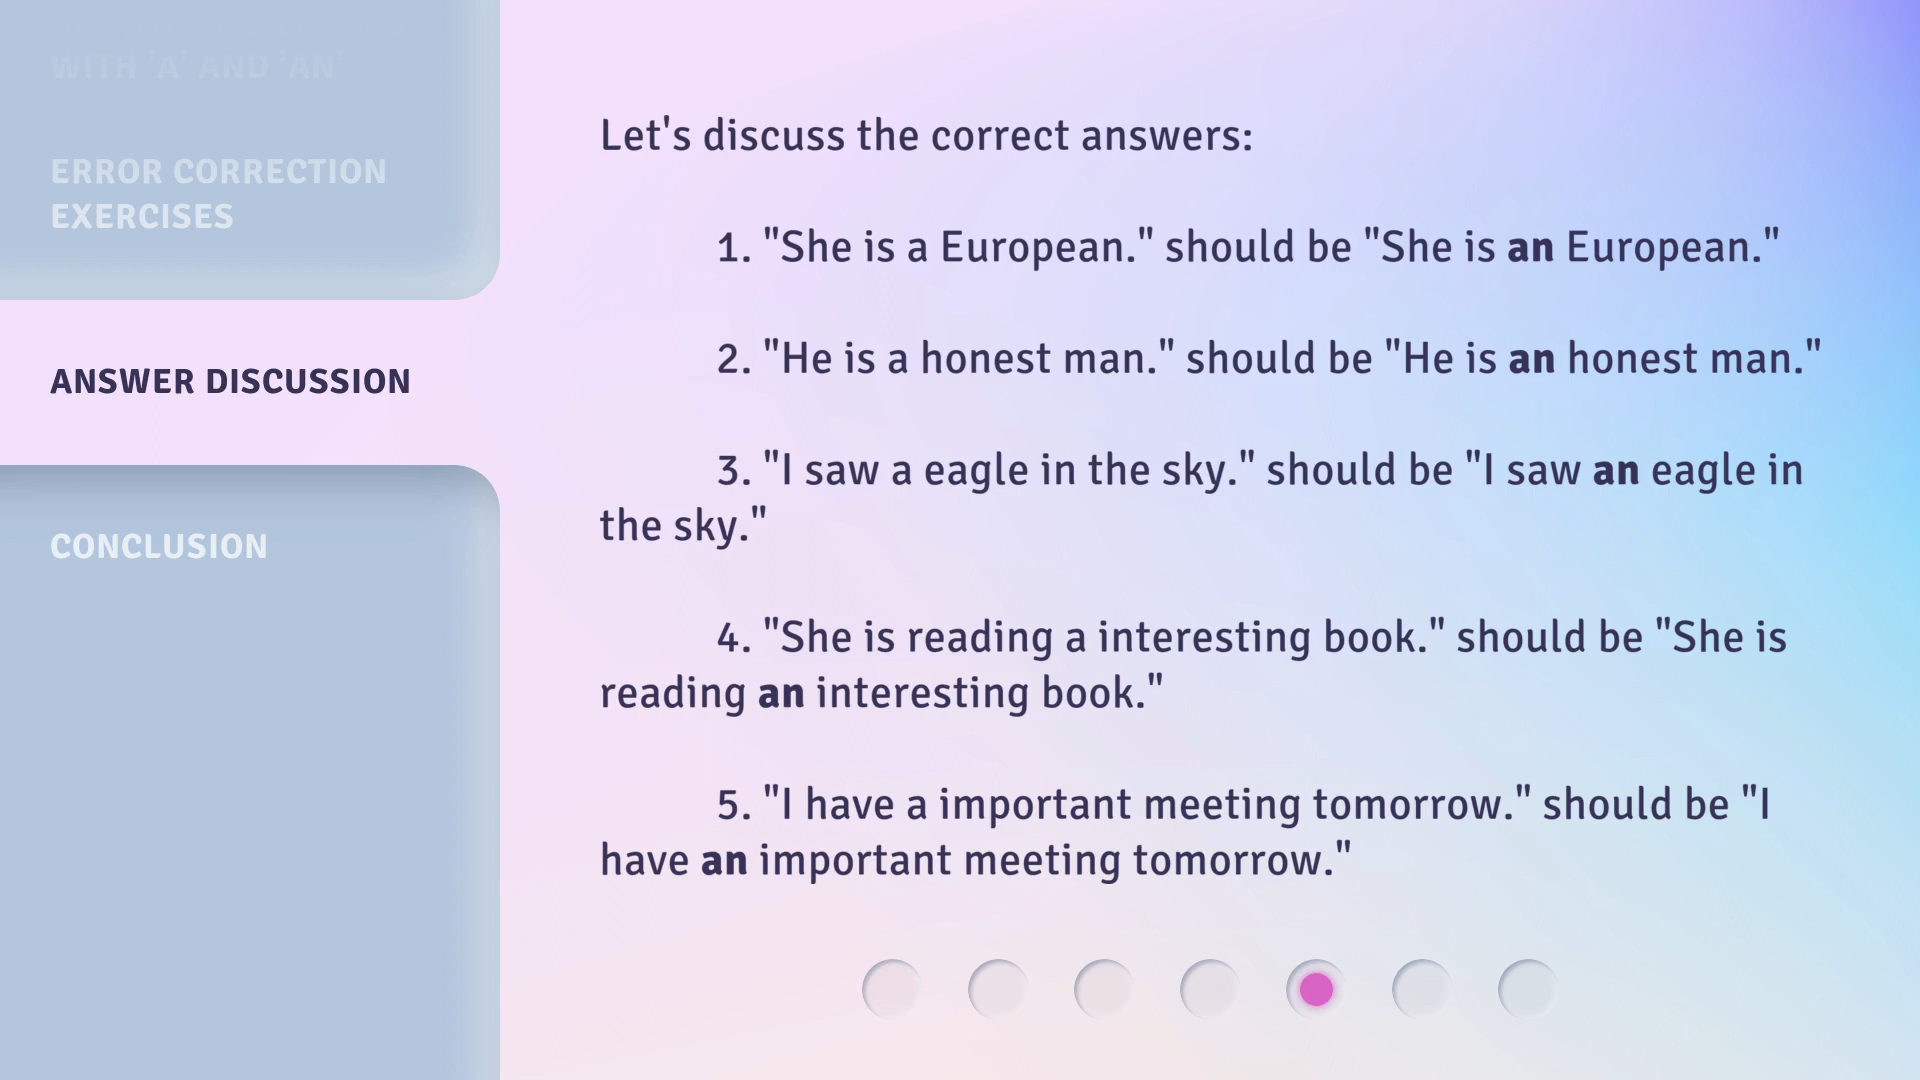 WITH 'A' AND 'AN'
ERROR CORRECTION
EXERCISES
ANSWER DISCUSSION
CONCLUSION
Let's discuss the correct answers:
1. "She is a European." should be "She is an European."
2. "He is a honest man." should be "He is an honest man."
3. "I saw a eagle in the sky." should be "I saw an eagle in
the sky."
4. "She is reading a interesting book." should be "She is
reading an interesting book."
5. "I have a important meeting tomorrow." should be "I
have an important meeting tomorrow."